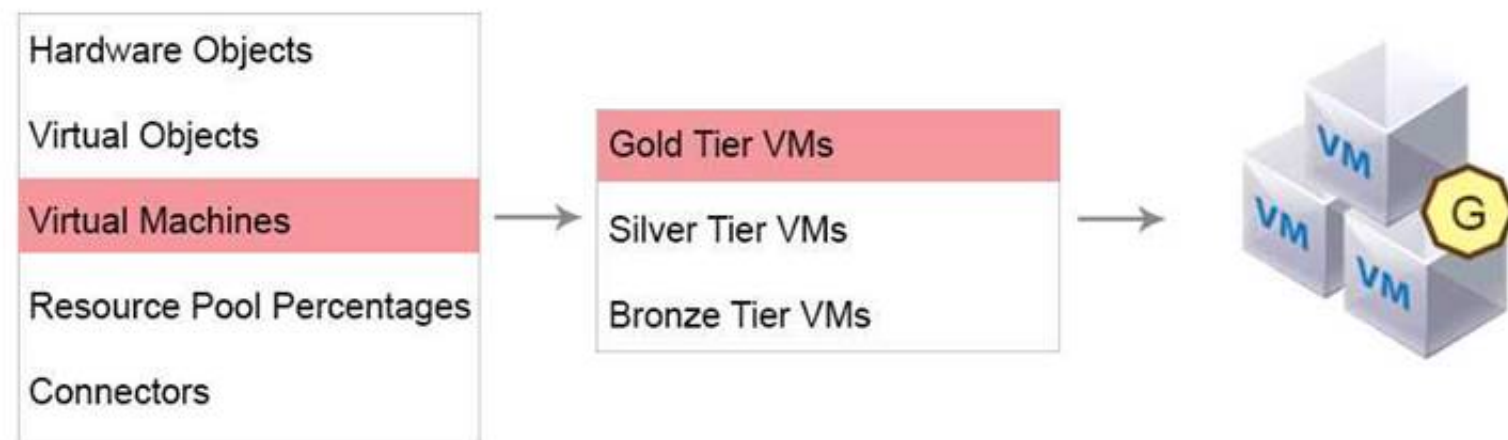 Hardware Objects
Virtual Objects
Virtual Machines
Resource Pool Percentages
Connectors
Gold Tier VMs
Silver Tier VMs
Bronze Tier VMs
VM
VM
VM
G